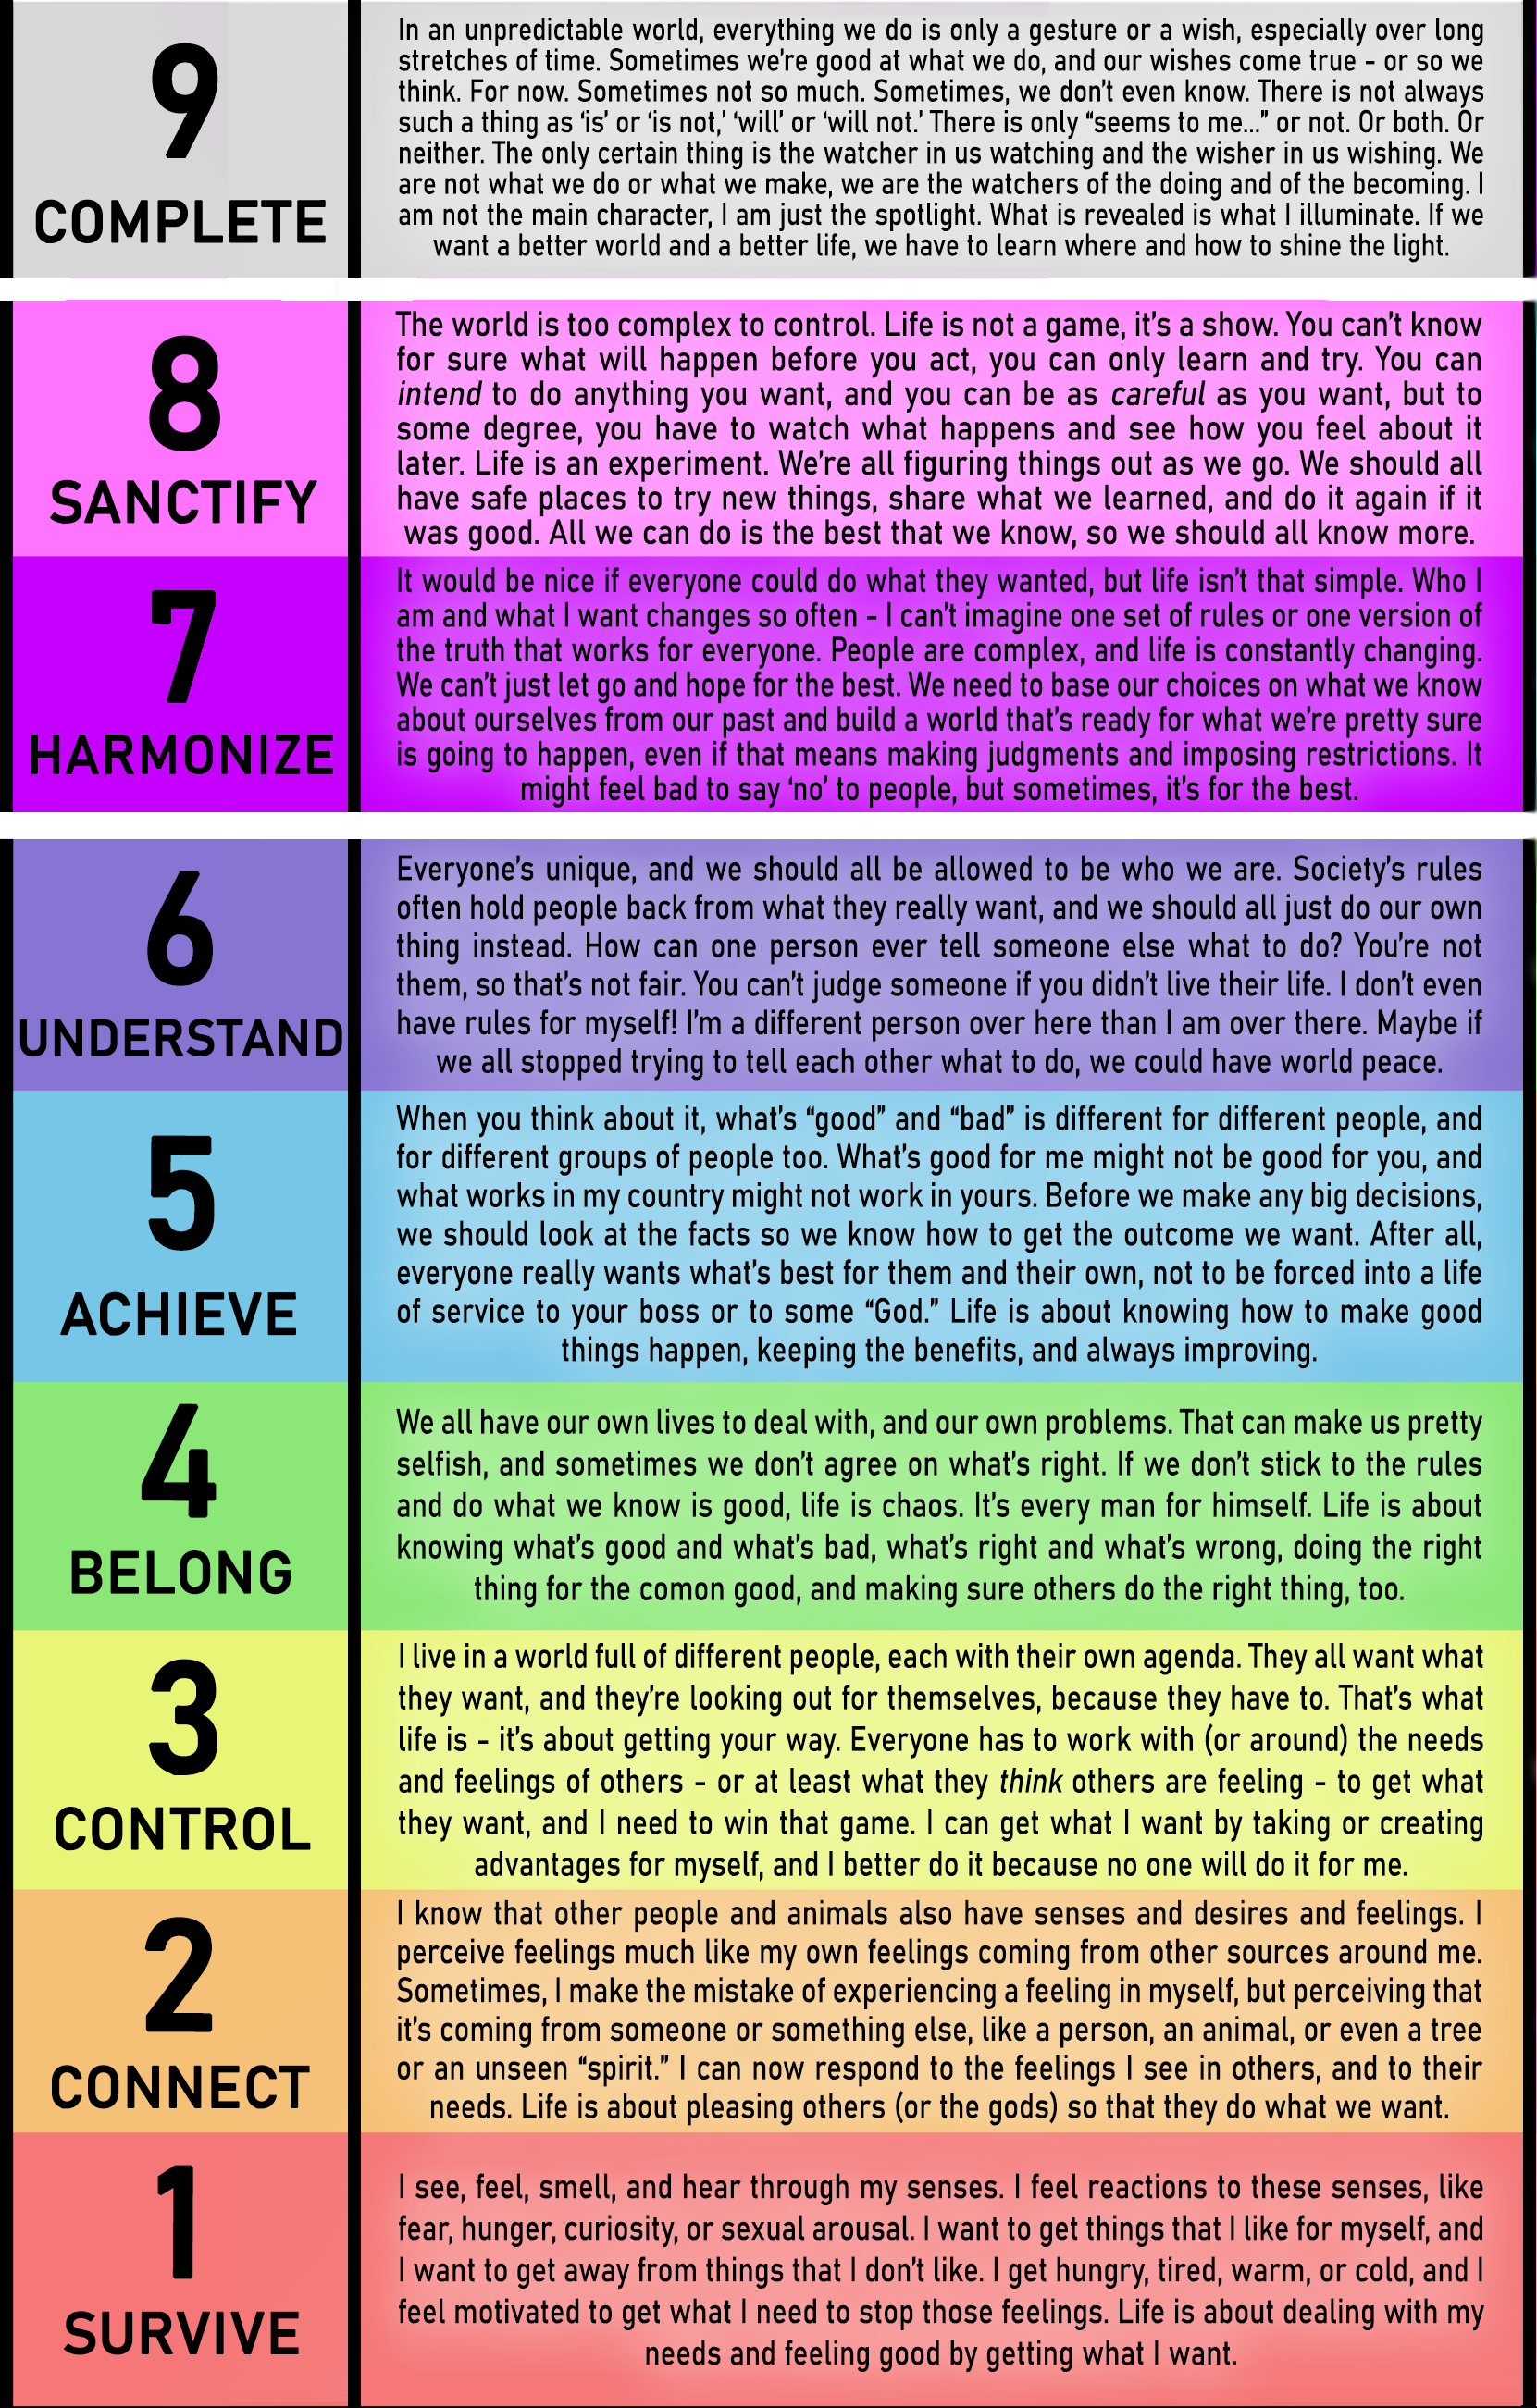 9
COMPLETE
In an unpredictable world, everything we do is only a gesture or a wish, especially over long
stretches of time. Sometimes we're good at what we do, and our wishes come true - or so we
think. For now. Sometimes not so much. Sometimes, we don't even know. There is not always
such a thing as ‘is’ or ‘is not,’ ‘will’ or ‘will not.’ There is only “seems to me...” or not. Or both. Or
neither. The only certain thing is the watcher in us watching and the wisher in us wishing. We
are not what we do or what we make, we are the watchers of the doing and of the becoming. I
am not the main character, I am just the spotlight. What is revealed is what I illuminate. If we
want a better world and a better life, we have to learn where and how to shine the light.
8
SANCTIFY
The world is too complex to control. Life is not a game, it's a show. You can't know
for sure what will happen before you act, you can only learn and try. You can
intend to do anything you want, and you can be as careful as you want, but to
some degree, you have to watch what happens and see how you feel about it
later. Life is an experiment. We're all figuring things out as we go. We should all
have safe places to try new things, share what we learned, and do it again if it
was good. All we can do is the best that we know, so we should all know more.
7
HARMONIZE
It would be nice if everyone could do what they wanted, but life isn't that simple. Who I
am and what I want changes so often - I can't imagine one set of rules or one version of
the truth that works for everyone. People are complex, and life is constantly changing.
We can't just let go and hope for the best. We need to base our choices on what we know
about ourselves from our past and build a world that's ready for what we're pretty sure
is going to happen, even if that means making judgments and imposing restrictions. It
might feel bad to say ‘no’ to people, but sometimes, it's for the best.
6
UNDERSTAND
Everyone's unique, and we should all be allowed to be who we are. Society's rules
often hold people back from what they really want, and we should all just do our own
thing instead. How can one person ever tell someone else what to do? You're not
them, so that's not fair. You can't judge someone if you didn't live their life. I don't even
have rules for myself! I'm a different person over here than I am over there. Maybe if
we all stopped trying to tell each other what to do, we could have world peace.
5
ACHIEVE
When you think about it, what's “good” and “bad” is different for different people, and
for different groups of people too. What's good for me might not be good for you, and
what works in my country might not work in yours. Before we make any big decisions,
we should look at the facts so we know how to get the outcome we want. After all,
everyone really wants what's best for them and their own, not to be forced into a life
of service to your boss or to some “God.” Life is about knowing how to make good
things happen, keeping the benefits, and always improving.
4
BELONG
We all have our own lives to deal with, and our own problems. That can make us pretty
selfish, and sometimes we don't agree on what's right. If we don't stick to the rules
and do what we know is good, life is chaos. It's every man for himself. Life is about
knowing what's good and what's bad, what's right and what's wrong, doing the right
thing for the comon good, and making sure others do the right thing, too.
3
CONTROL
I live in a world full of different people, each with their own agenda. They all want what
they want, and they're looking out for themselves, because they have to. That's what
life is - it's about getting your way. Everyone has to work with (or around) the needs
and feelings of others - or at least what they think others are feeling - to get what
they want, and I need to win that game. I can get what I want by taking or creating
advantages for myself, and I better do it because no one will do it for me.
2
CONNECT
I know that other people and animals also have senses and desires and feelings. I
perceive feelings much like my own feelings coming from other sources around me.
Sometimes, I make the mistake of experiencing a feeling in myself, but perceiving that
it's coming from someone or something else, like a person, an animal, or even a tree
or an unseen “spirit.” I can now respond to the feelings I see in others, and to their
needs. Life is about pleasing others (or the gods) so that they do what we want.
1
SURVIVE
I see, feel, smell, and hear through my senses. I feel reactions to these senses, like
fear, hunger, curiosity, or sexual arousal. I want to get things that I like for myself, and
I want to get away from things that I don't like. I get hungry, tired, warm, or cold, and I
feel motivated to get what I need to stop those feelings. Life is about dealing with my
needs and feeling good by getting what I want.